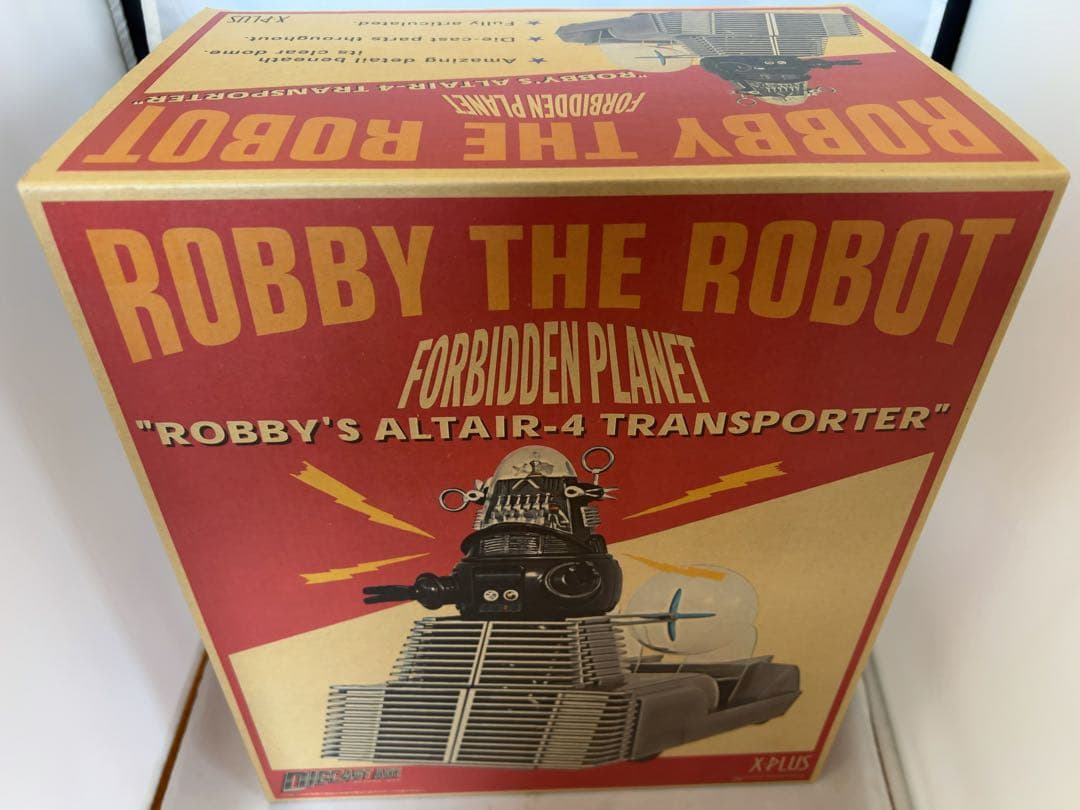 X-PLUS
★ Fully articulated.
★ Die-cast parts throughout.
★ Amazing detail beneath
its clear dome.
"ROBBY'S ALTAIR-4 TRANSPORTER"
FORBIDDEN PLANET
ROBBY THE ROBOT
ROBBY THE ROBOT
FORBIDDEN PLANET
"ROBBY'S ALTAIR-4 TRANSPORTER"
X-PLUS